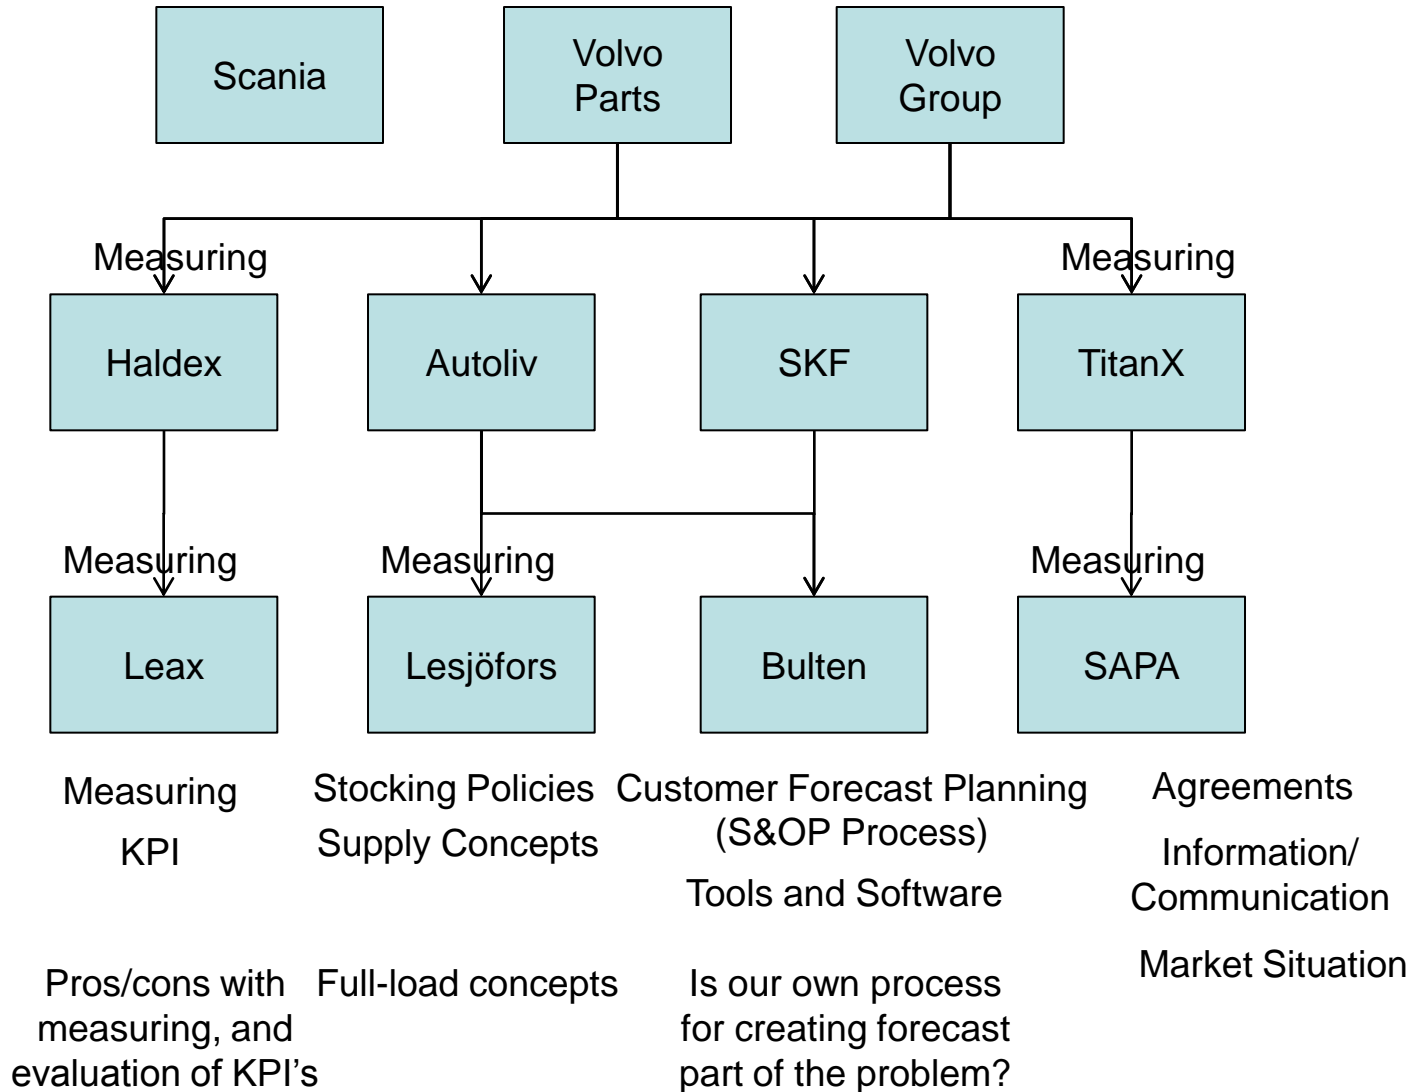 Scania
Volvo
Parts
Volvo
Group
Measuring
Measuring
Haldex
Autoliv
SKF
TitanX
Measuring
Measuring
Measuring
Leax
Lesjöfors
Bulten
SAPA
Measuring
KPI
Pros/cons with
measuring, and
evaluation of KPI’s
Stocking Policies
Supply Concepts
Full-load concepts
Customer Forecast Planning
(S&OP Process)
Tools and Software
Is our own process
for creating forecast
part of the problem?
Agreements
Information/
Communication
Market Situation